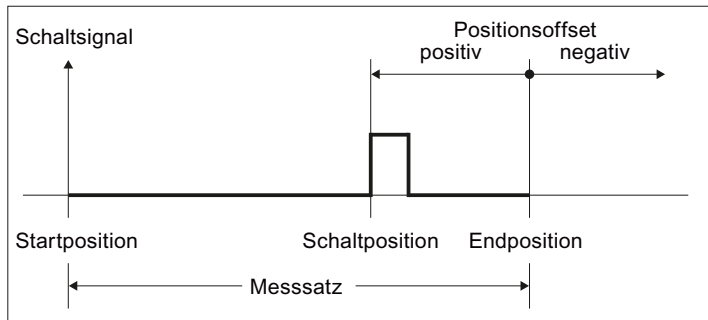 Positionsoffset
Schaltsignal
positiv
negativ
Startposition
Schaltposition
Endposition
Messsatz